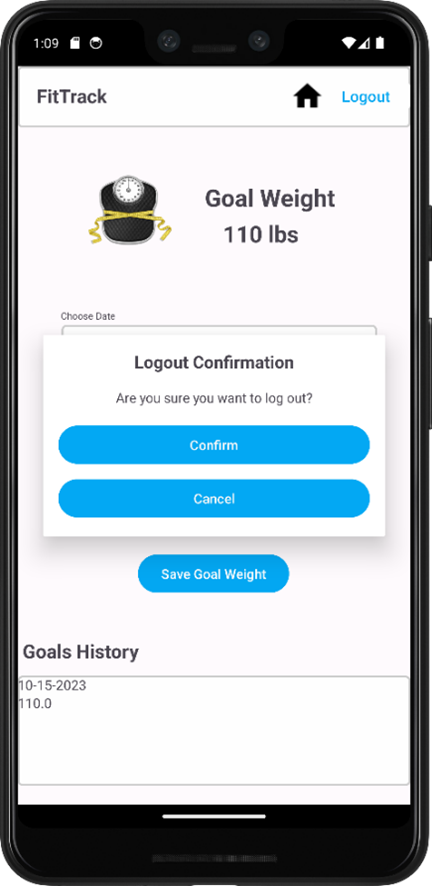 1:09
FitTrack
Logout
Goal Weight
110 lbs
Choose Date
Logout Confirmation
Are you sure you want to log out?
Confirm
Cancel
Save Goal Weight
Goals History
10-15-2023
110.0